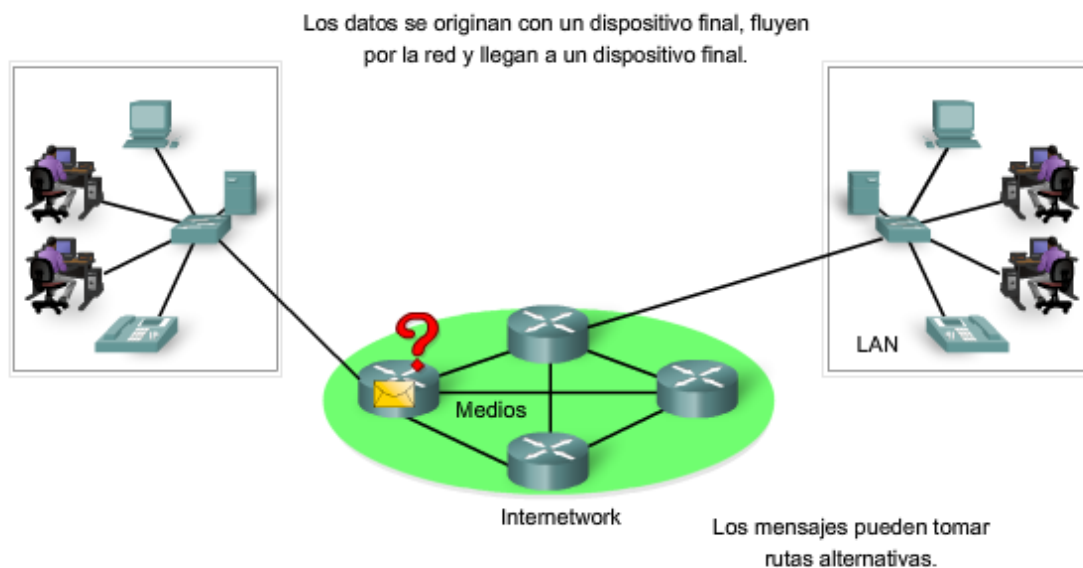 Los datos se originan con un dispositivo final, fluyen
por la red y llegan a un dispositivo final.
LAN
Medios
Internetwork
Los mensajes pueden tomar
rutas alternativas.